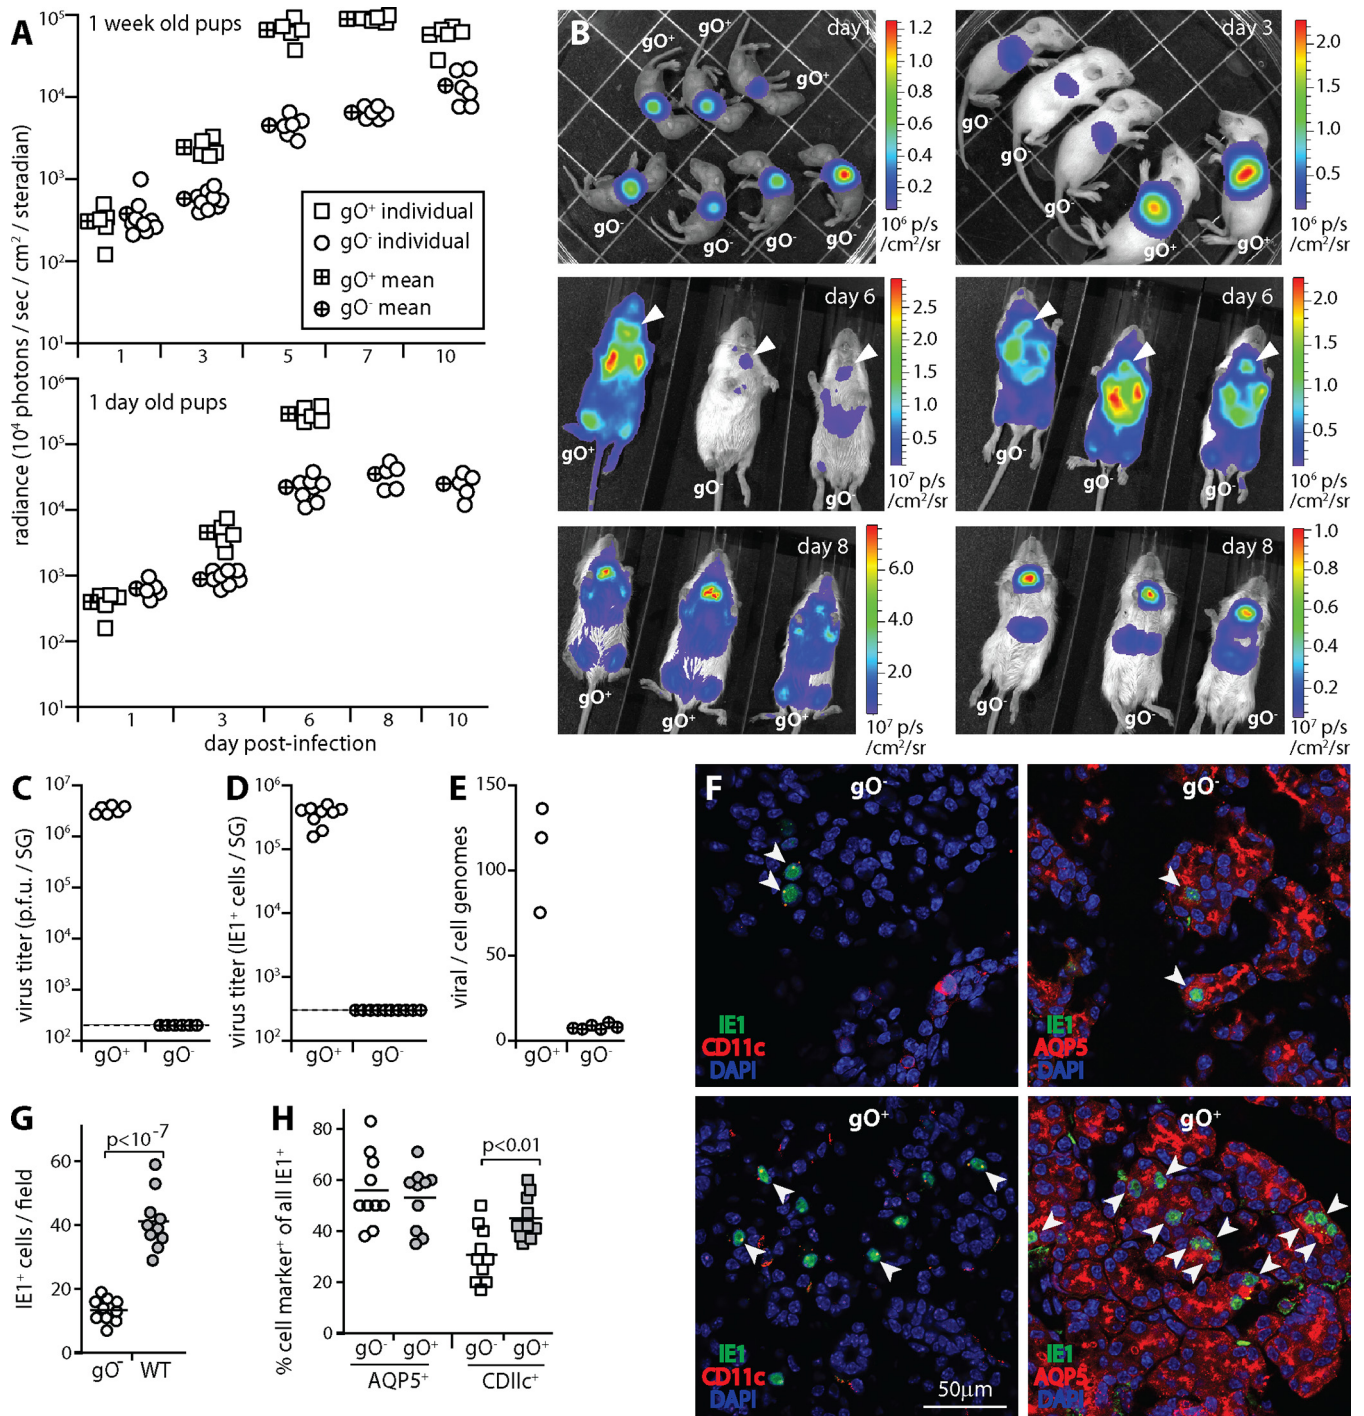 A
1 week old pups
10⁵
10⁴
10³
10²
10¹
gO⁺ individual
gO⁻ individual
gO⁺ mean
gO⁻ mean
1 3 5 7 10
radiance (10⁴ photons / sec / cm² / steradian)
1 day old pups
10⁶
10⁵
10⁴
10³
10²
10¹
1 3 6 8 10
day post-infection
B
day1
gO⁺
gO⁺
gO⁺
gO⁻
gO⁻
gO⁻
gO⁻
1.2
1.0
0.8
0.6
0.4
0.2
10⁶ p/s
/cm²/sr
day 3
gO⁻
gO⁻
gO⁻
gO⁺
gO⁺
2.0
1.5
1.0
0.5
10⁶ p/s
/cm²/sr
day 6
gO⁺
gO⁻
gO⁻
2.5
2.0
1.5
1.0
0.5
10⁷ p/s
/cm²/sr
day 6
gO⁻
gO⁻
gO⁻
2.0
1.5
1.0
0.5
10⁶ p/s
/cm²/sr
day 8
gO⁺
gO⁺
gO⁺
6.0
4.0
2.0
10⁷ p/s
/cm²/sr
day 8
gO⁻
gO⁻
gO⁻
1.0
0.8
0.6
0.4
0.2
10⁷ p/s
/cm²/sr
C
virus titer (p.f.u. / SG)
10⁷
10⁶
10⁵
10⁴
10³
10²
gO⁺ gO⁻
D
virus titer (IE1⁺ cells / SG)
10⁶
10⁵
10⁴
10³
10²
gO⁺ gO⁻
E
viral / cell genomes
150
100
50
0
gO⁺ gO⁻
F
gO⁻
IE1
CD11c
DAPI
gO⁻
IE1
AQP5
DAPI
gO⁺
IE1
CD11c
DAPI
50μm
gO⁺
IE1
AQP5
DAPI
G
p<10⁻⁷
IE1⁺ cells / field
60
40
20
0
gO⁻ WT
H
p<0.01
% cell marker⁺ of all IE1⁺
80
60
40
20
0
gO⁻ gO⁺ gO⁻ gO⁺
AQP5⁺ CDIIc⁺